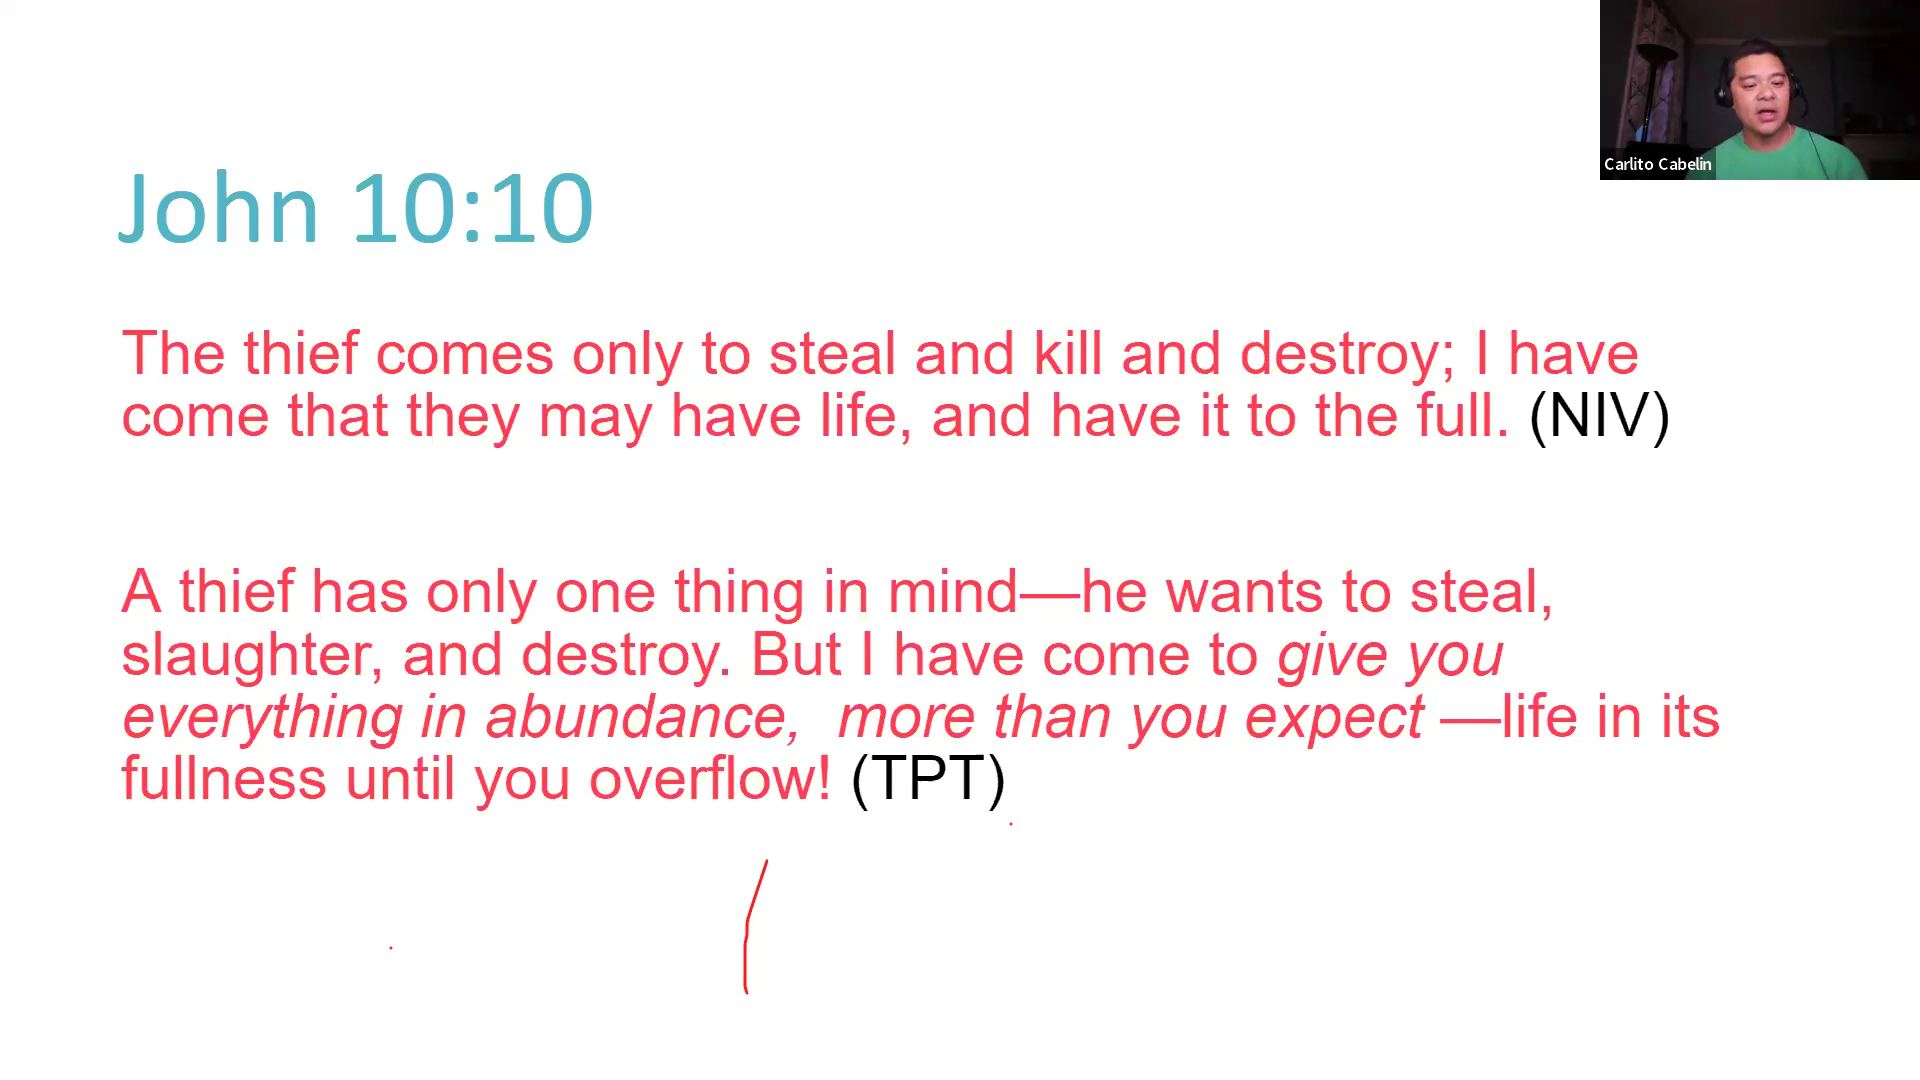 Carlito Cabelin
John 10:10
The thief comes only to steal and kill and destroy; I have
come that they may have life, and have it to the full. (NIV)
A thief has only one thing in mind—he wants to steal,
slaughter, and destroy. But I have come to give you
everything in abundance, more than you expect —life in its
fullness until you overflow! (TPT)